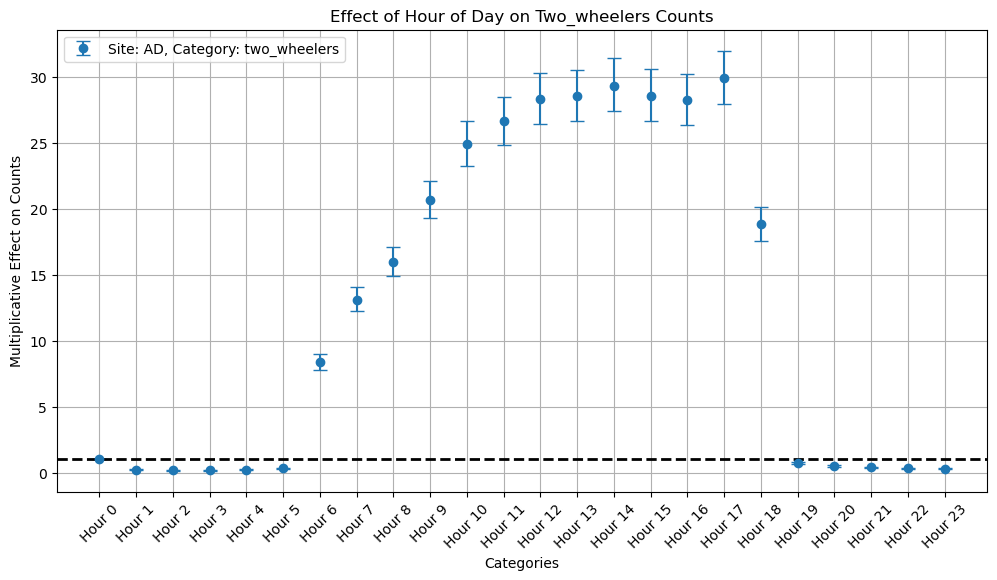 Effect of Hour of Day on Two_wheelers Counts
Site: AD, Category: two_wheelers
Multiplicative Effect on Counts
30
25
20
15
10
5
0
Hour 0
Hour 1
Hour 2
Hour 3
Hour 4
Hour 5
Hour 6
Hour 7
Hour 8
Hour 9
Hour 10
Hour 11
Hour 12
Hour 13
Hour 14
Hour 15
Hour 16
Hour 17
Hour 18
Hour 19
Hour 20
Hour 21
Hour 22
Hour 23
Categories